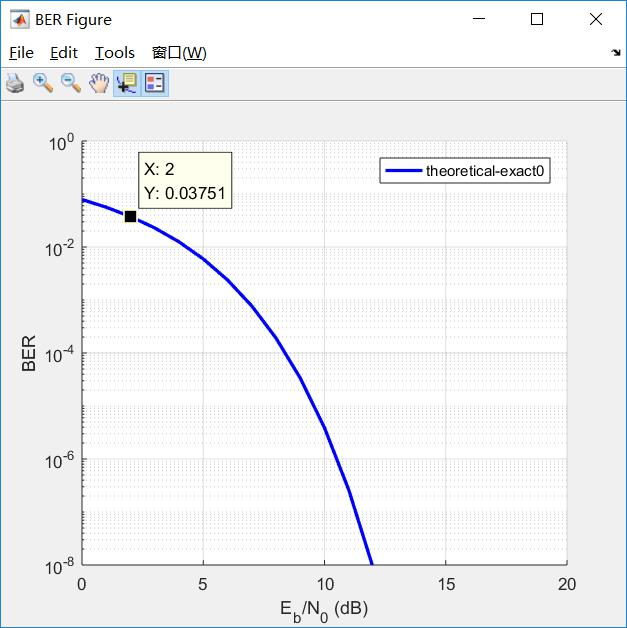 BER Figure
File Edit Tools 窗口(W)
X: 2
Y: 0.03751
theoretical-exact0
10^0
10^-2
10^-4
10^-6
10^-8
BER
0 5 10 15 20
E_b/N_0 (dB)